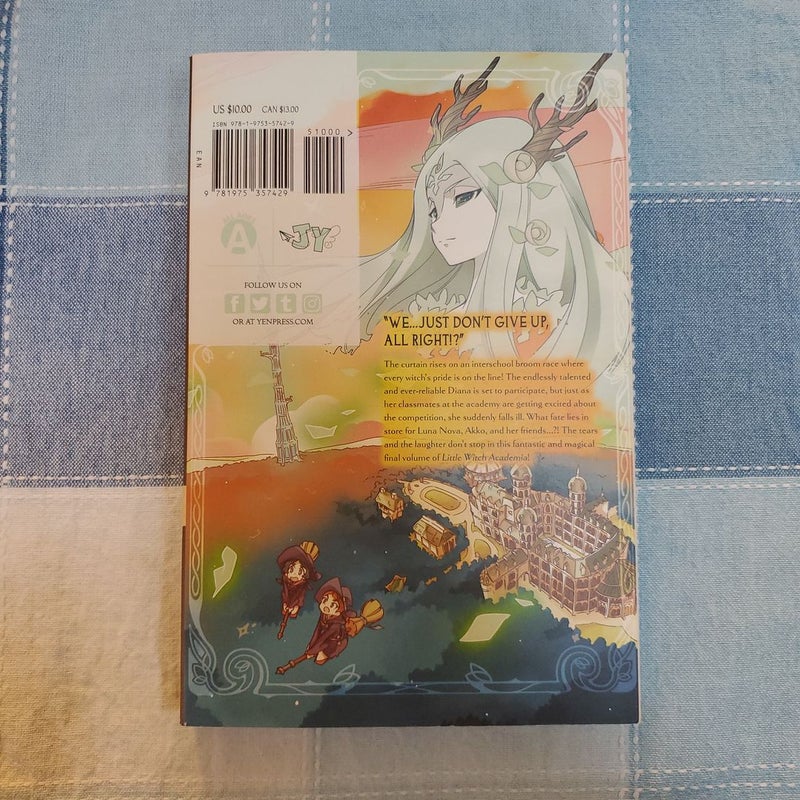 US $10.00 CAN $13.00
ISBN 978-1-9753-5742-9
51000 >
EAN
9 781975 357429
A
JY
FOLLOW US ON
OR AT YENPRESS.COM
"WE...JUST DON'T GIVE UP,
ALL RIGHT!?"
The curtain rises on an interschool broom race where
every witch's pride is on the line! The endlessly talented
and ever-reliable Diana is set to participate, but just as
her classmates at the academy are getting excited about
the competition, she suddenly falls ill. What fate lies in
store for Luna Nova, Akko, and her friends...?! The tears
and the laughter don't stop in this fantastic and magical
final volume of Little Witch Academia!